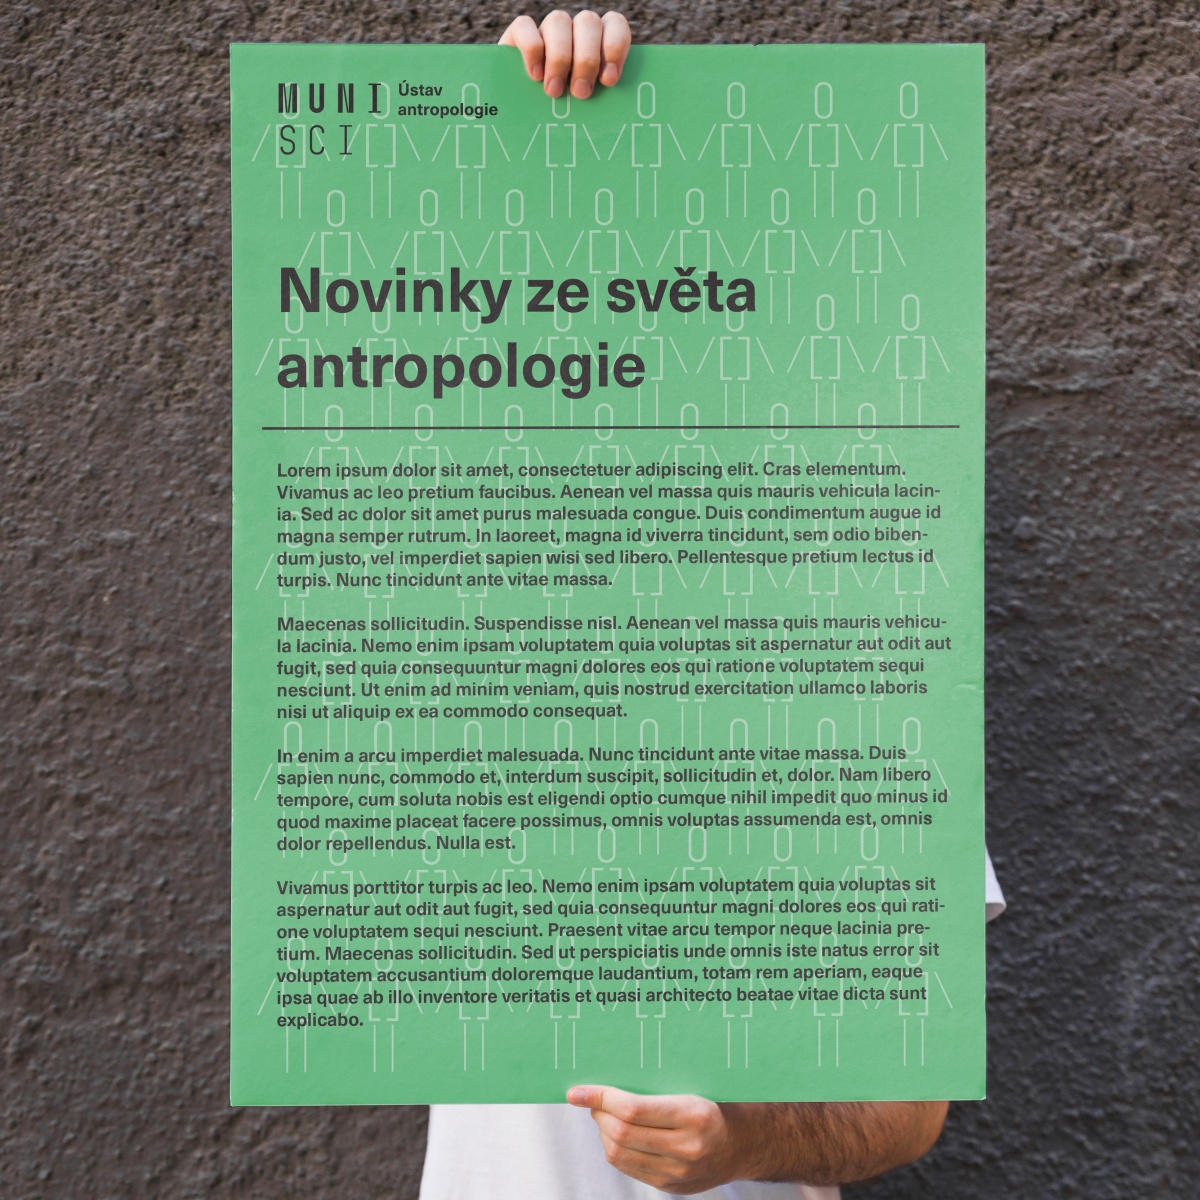 MUNI
SCI
Ústav
antropologie
Novinky ze světa
antropologie
Lorem ipsum dolor sit amet, consectetuer adipiscing elit. Cras elementum.
Vivamus ac leo pretium faucibus. Aenean vel massa quis mauris vehicula lacin-
ia. Sed ac dolor sit amet purus malesuada congue. Duis condimentum augue id
magna semper rutrum. In laoreet, magna id viverra tincidunt, sem odio biben-
dum justo, vel imperdiet sapien wisi sed libero. Pellentesque pretium lectus id
turpis. Nunc tincidunt ante vitae massa.
Maecenas sollicitudin. Suspendisse nisl. Aenean vel massa quis mauris vehicu-
la lacinia. Nemo enim ipsam voluptatem quia voluptas sit aspernatur aut odit aut
fugit, sed quia consequuntur magni dolores eos qui ratione voluptatem sequi
nesciunt. Ut enim ad minim veniam, quis nostrud exercitation ullamco laboris
nisi ut aliquip ex ea commodo consequat.
In enim a arcu imperdiet malesuada. Nunc tincidunt ante vitae massa. Duis
sapien nunc, commodo et, interdum suscipit, sollicitudin et, dolor. Nam libero
tempore, cum soluta nobis est eligendi optio cumque nihil impedit quo minus id
quod maxime placeat facere possimus, omnis voluptas assumenda est, omnis
dolor repellendus. Nulla est.
Vivamus porttitor turpis ac leo. Nemo enim ipsam voluptatem quia voluptas sit
aspernatur aut odit aut fugit, sed quia consequuntur magni dolores eos qui rati-
one voluptatem sequi nesciunt. Praesent vitae arcu tempor neque lacinia pre-
tium. Maecenas sollicitudin. Sed ut perspiciatis unde omnis iste natus error sit
voluptatem accusantium doloremque laudantium, totam rem aperiam, eaque
ipsa quae ab illo inventore veritatis et quasi architecto beatae vitae dicta sunt
explicabo.